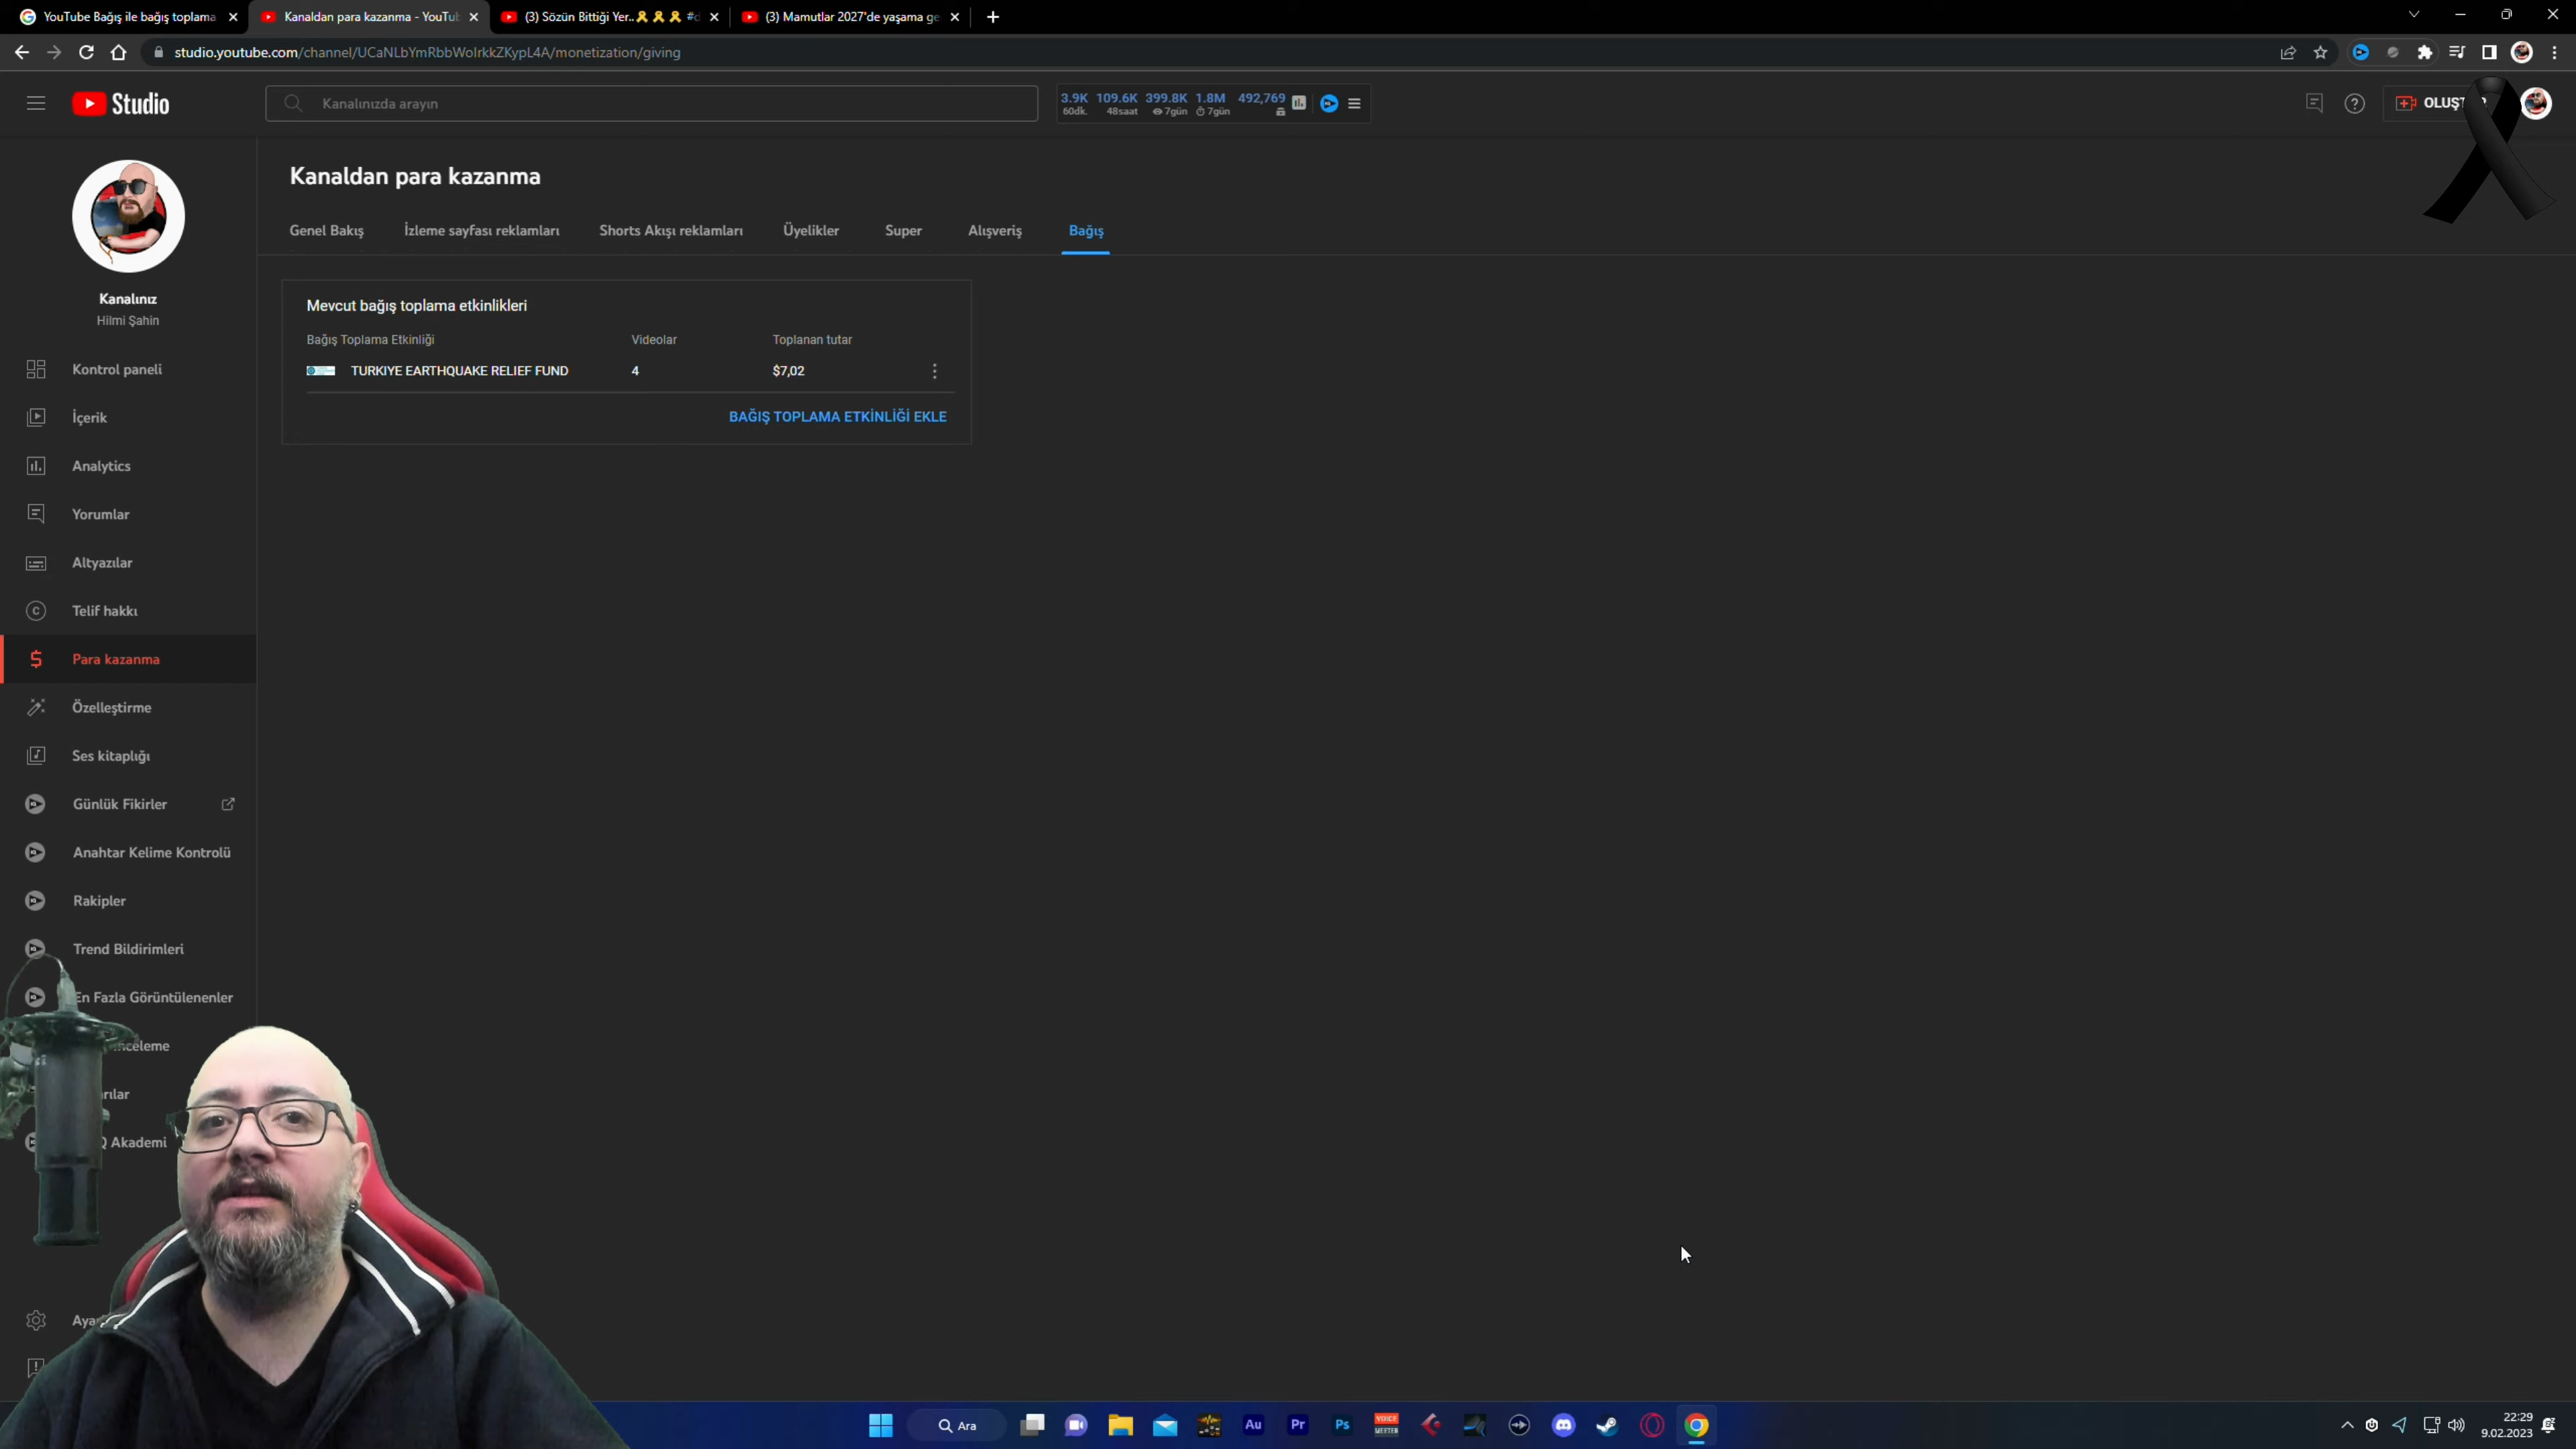 YouTube Bağış ile bağış toplama
Kanaldan para kazanma - YouTu
(3) Sözün Bittiği Yer..🎗🎗🎗 #d
(3) Mamutlar 2027'de yaşama ge
studio.youtube.com/channel/UCaNLbYmRbbWoIrkkZKypL4A/monetization/giving
Studio
Kanalınızda arayın
3.9K 109.6K 399.8K 1.8M 492,769
60dk. 48saat 7gün 7gün
Kanaldan para kazanma
Genel Bakış
İzleme sayfası reklamları
Shorts Akışı reklamları
Üyelikler
Super
Alışveriş
Bağış
Mevcut bağış toplama etkinlikleri
Bağış Toplama Etkinliği
Videolar
Toplanan tutar
TURKIYE EARTHQUAKE RELIEF FUND
4
$7,02
BAĞIŞ TOPLAMA ETKİNLİĞİ EKLE
Kanalınız
Hilmi Şahin
Kontrol paneli
İçerik
Analytics
Yorumlar
Altyazılar
Telif hakkı
Para kazanma
Özelleştirme
Ses kitaplığı
Günlük Fikirler
Anahtar Kelime Kontrolü
Rakipler
Trend Bildirimleri
En Fazla Görüntülenenler
Akademi
Ara
Au
Pr
Ps
VOICE
MEETER
22:29
9.02.2023